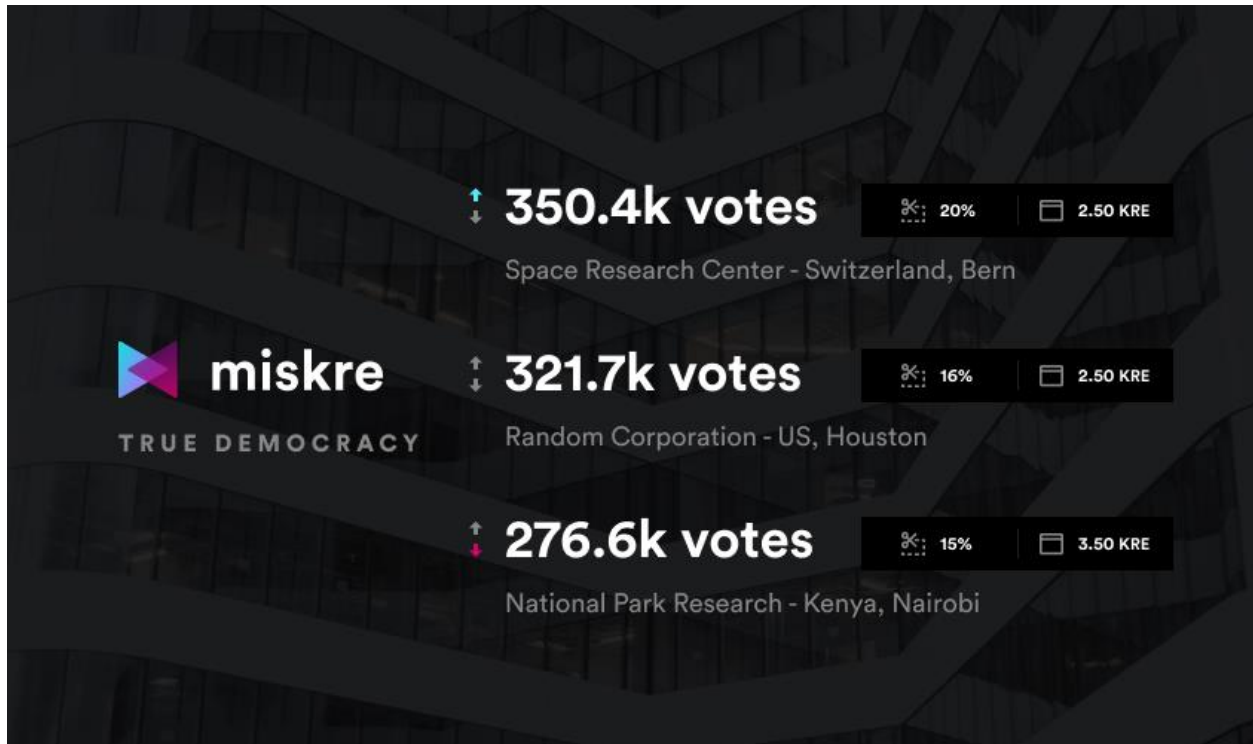 miskre
TRUE DEMOCRACY
350.4k votes
20%
2.50 KRE
Space Research Center - Switzerland, Bern
321.7k votes
16%
2.50 KRE
Random Corporation - US, Houston
276.6k votes
15%
3.50 KRE
National Park Research - Kenya, Nairobi